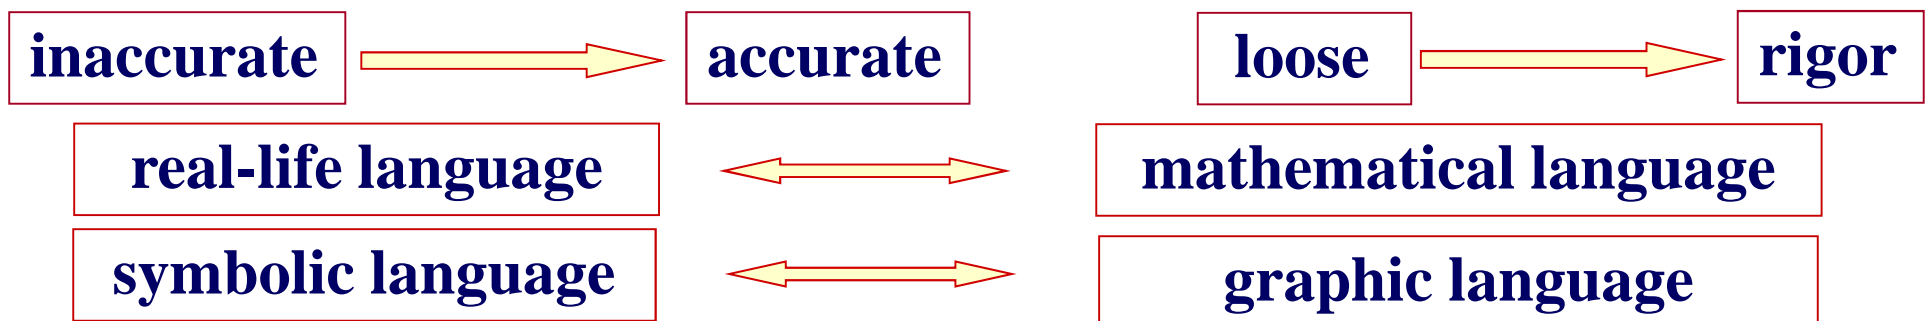 inaccurate accurate loose rigor
real-life language mathematical language
symbolic language graphic language